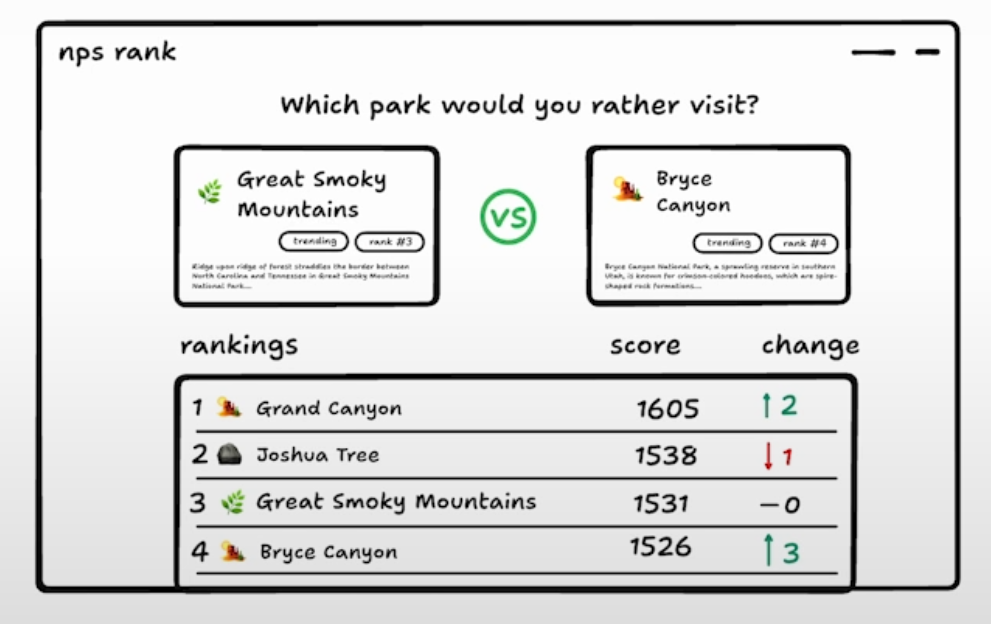 nps rank
Which park would you rather visit?
Great Smoky
Mountains
trending
rank #3
Ridge upon ridge of forest straddles the border between
North Carolina and Tennessee in Great Smoky Mountains
National Park...
VS
Bryce
Canyon
trending
rank #4
Bryce Canyon National Park, a sprawling reserve in southern
Utah, is known for crimson-colored hoodoos, which are spire-
shaped rock formations...
rankings score change
1 Grand Canyon 1605 ↑ 2
2 Joshua Tree 1538 ↓ 1
3 Great Smoky Mountains 1531 – 0
4 Bryce Canyon 1526 ↑ 3